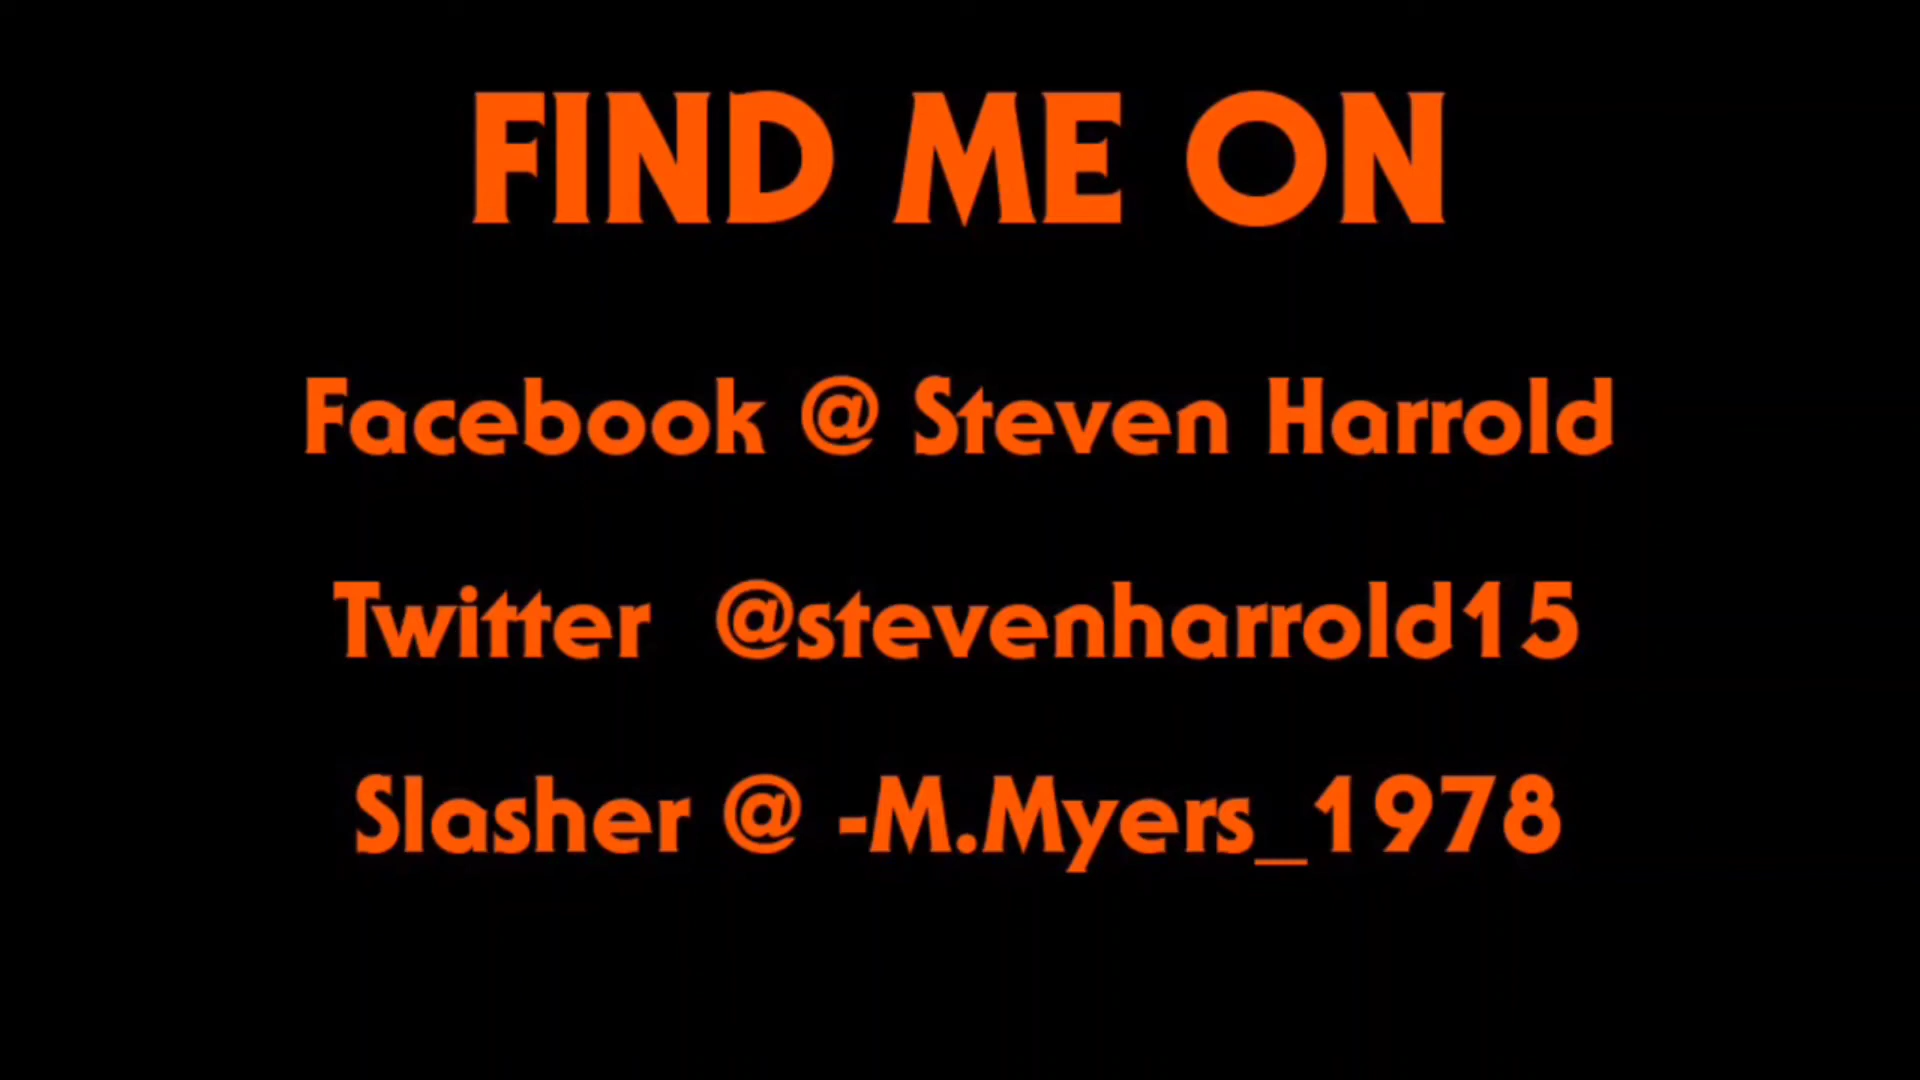 FIND ME ON
Facebook @ Steven Harrold
Twitter @stevenharrold15
Slasher @ -M.Myers_1978